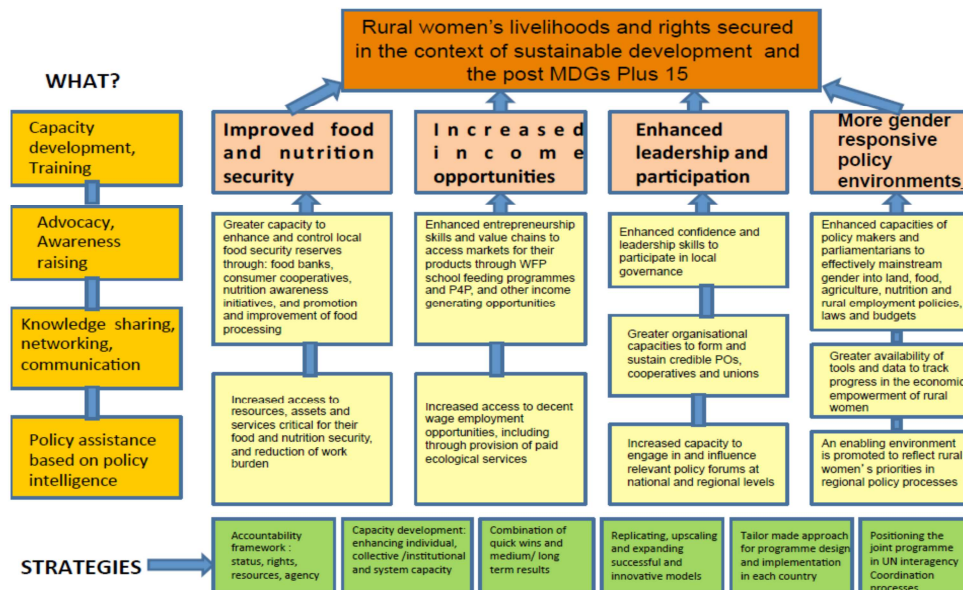 Rural women's livelihoods and rights secured
in the context of sustainable development and
the post MDGs Plus 15
WHAT?
Capacity
development,
Training
Advocacy,
Awareness
raising
Knowledge sharing,
networking,
communication
Policy assistance
based on policy
intelligence
Improved food
and nutrition
security
Greater capacity to
enhance and control local
food security reserves
through: food banks,
consumer cooperatives,
nutrition awareness
initiatives, and promotion
and improvement of food
processing
Increased access to
resources, assets and
services critical for their
food and nutrition security,
and reduction of work
burden
Increased
income
opportunities
Enhanced entrepreneurship
skills and value chains to
access markets for their
products through WFP
school feeding programmes
and P4P, and other income
generating opportunities
Increased access to decent
wage employment
opportunities, including
through provision of paid
ecological services
Enhanced
leadership and
participation
Enhanced confidence and
leadership skills to
participate in local
governance
Greater organisational
capacities to form and
sustain credible POs,
cooperatives and unions
Increased capacity to
engage in and influence
relevant policy forums at
national and regional levels
More gender
responsive
policy
environments
Enhanced capacities of
policy makers and
parliamentarians to
effectively mainstream
gender into land, food,
agriculture, nutrition and
rural employment policies,
laws and budgets
Greater availability of
tools and data to track
progress in the economic
empowerment of rural
women
An enabling environment
is promoted to reflect rural
women's priorities in
regional policy processes
STRATEGIES
Accountability
framework :
status, rights,
resources, agency
Capacity development:
enhancing individual,
collective /institutional
and system capacity
Combination of
quick wins and
medium/ long
term results
Replicating, upscaling
and expanding
successful and
innovative models
Tailor made approach
for programme design
and implementation
in each country
Positioning the
joint programme
in UN interagency
Coordination
processes